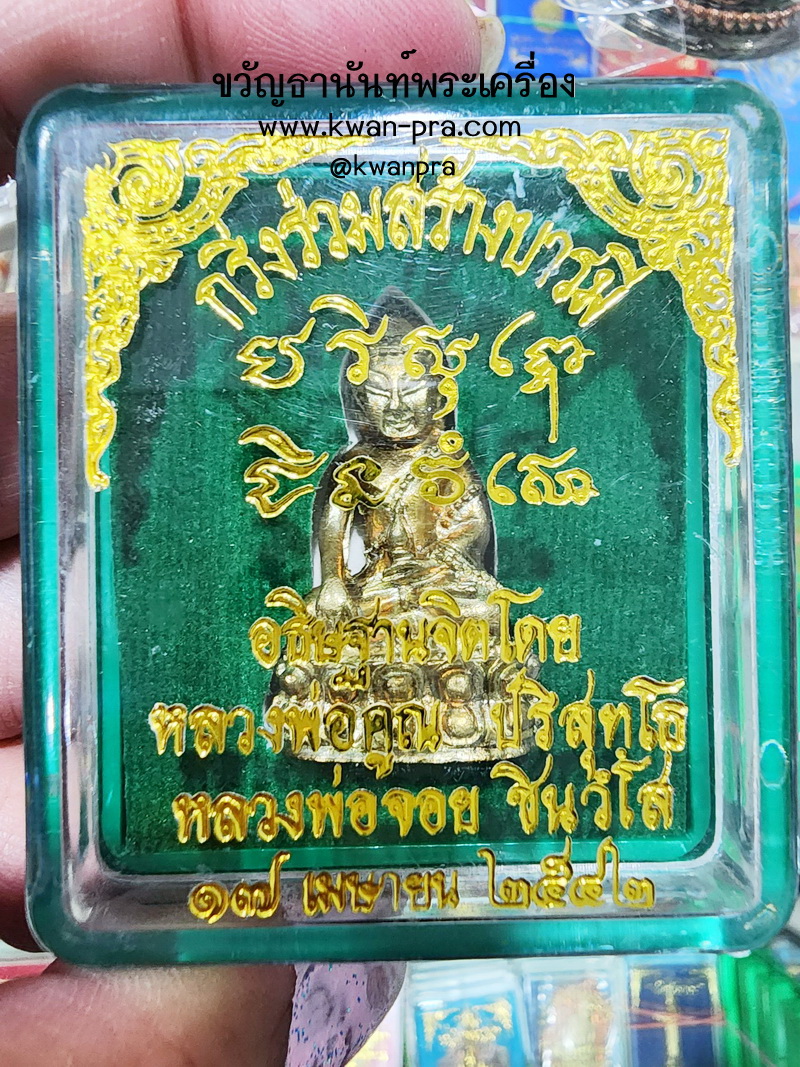 ขวัญธานันท์พระเครื่อง
www.kwan-pra.com
@kwanpra
กริ่งร่วมสร้างบารมี
อธิษฐานจิตโดย
หลวงพ่อคูณ ปริสุทฺโธ
หลวงพ่อจอย ชินวํโส
๑๗ เมษายน ๒๕๔๒